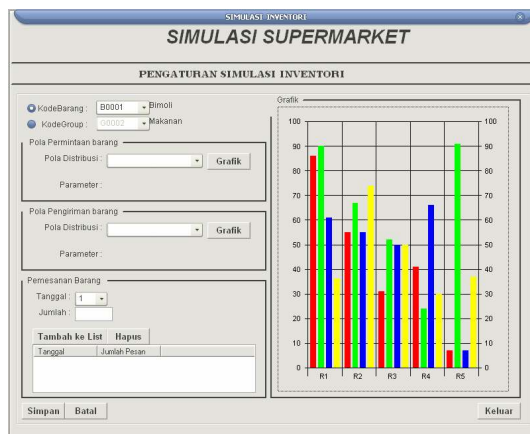 SIMULASI INVENTORI
SIMULASI SUPERMARKET
PENGATURAN SIMULASI INVENTORI
KodeBarang : B0001 Bimoli
KodeGroup : G0002 Makanan
Pola Permintaan barang
Pola Distribusi : Grafik
Parameter :
Pola Pengiriman barang
Pola Distribusi : Grafik
Parameter :
Pemesanan Barang
Tanggal : 1
Jumlah :
Tambah ke List Hapus
Tanggal Jumlah Pesan
Simpan Batal
Grafik
100 100
90 90
80 80
70 70
60 60
50 50
40 40
30 30
20 20
10 10
0 0
R1 R2 R3 R4 R5
Keluar